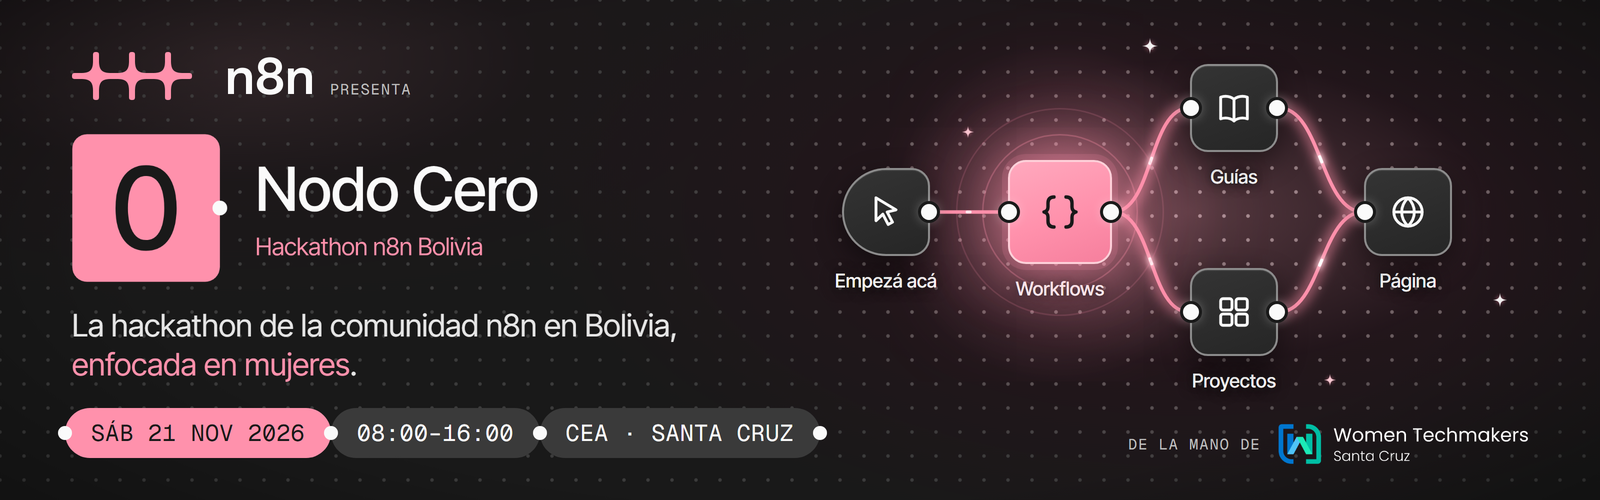 n8n PRESENTA
0
Nodo Cero
Hackathon n8n Bolivia
La hackathon de la comunidad n8n en Bolivia,
enfocada en mujeres.
SÁB 21 NOV 2026
08:00–16:00
CEA · SANTA CRUZ
Empezá acá
{}
Workflows
Guías
Proyectos
Página
DE LA MANO DE
Women Techmakers
Santa Cruz